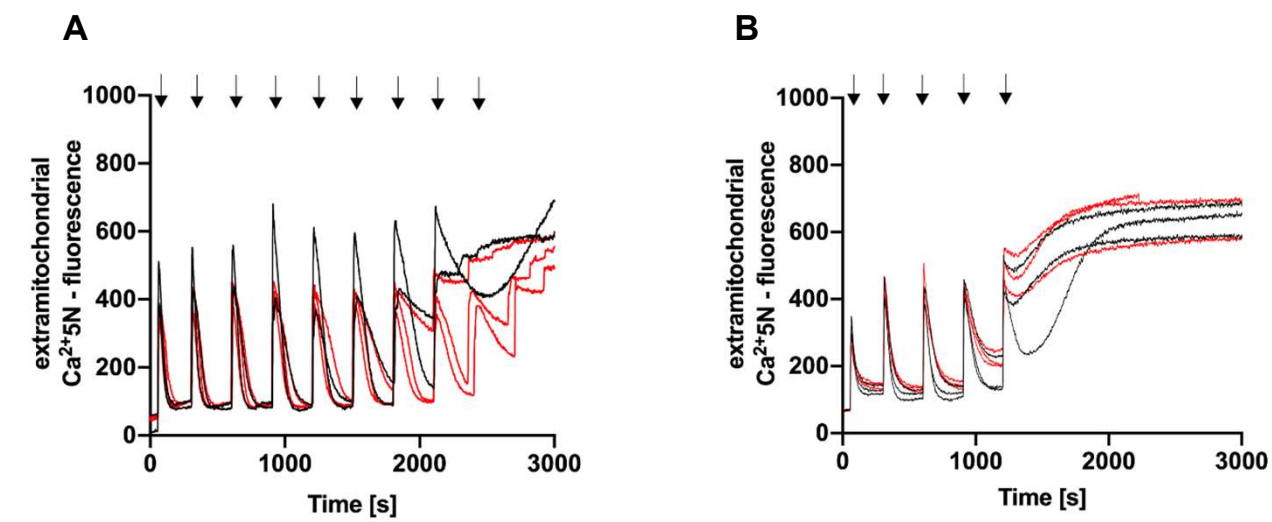 A
B
extramitochondrial
Ca²⁺5N - fluorescence
1000
800
600
400
200
0
0
1000
2000
3000
Time [s]
extramitochondrial
Ca²⁺5N - fluorescence
1000
800
600
400
200
0
0
1000
2000
3000
Time [s]